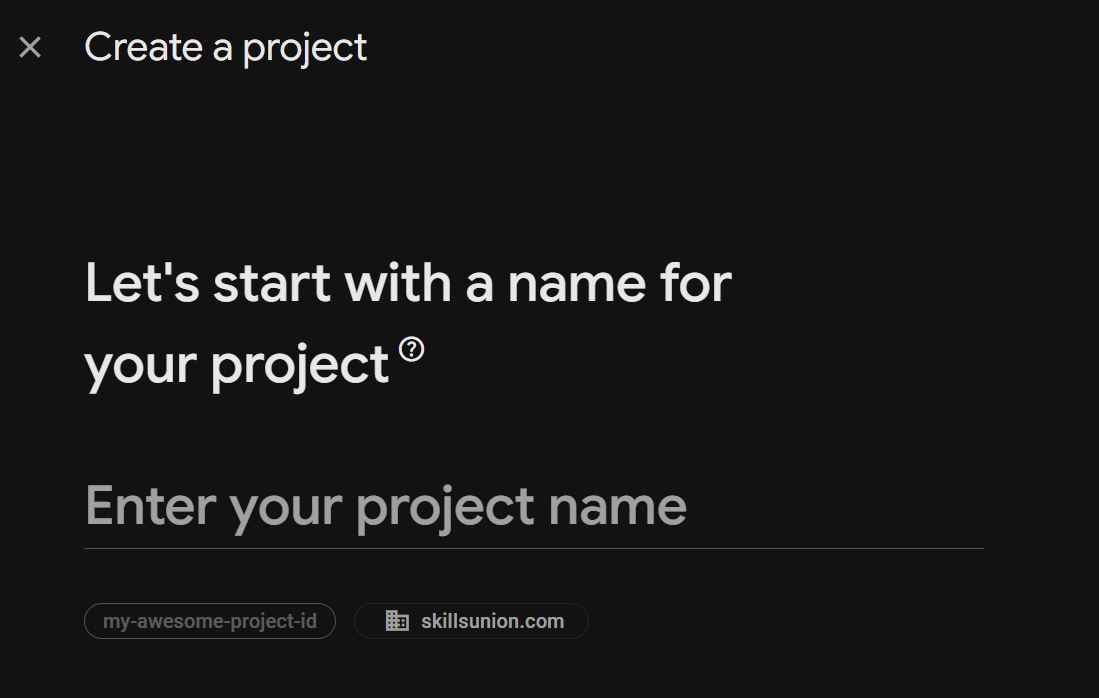 Create a project
Let's start with a name for
your project
Enter your project name
my-awesome-project-id
skillsunion.com